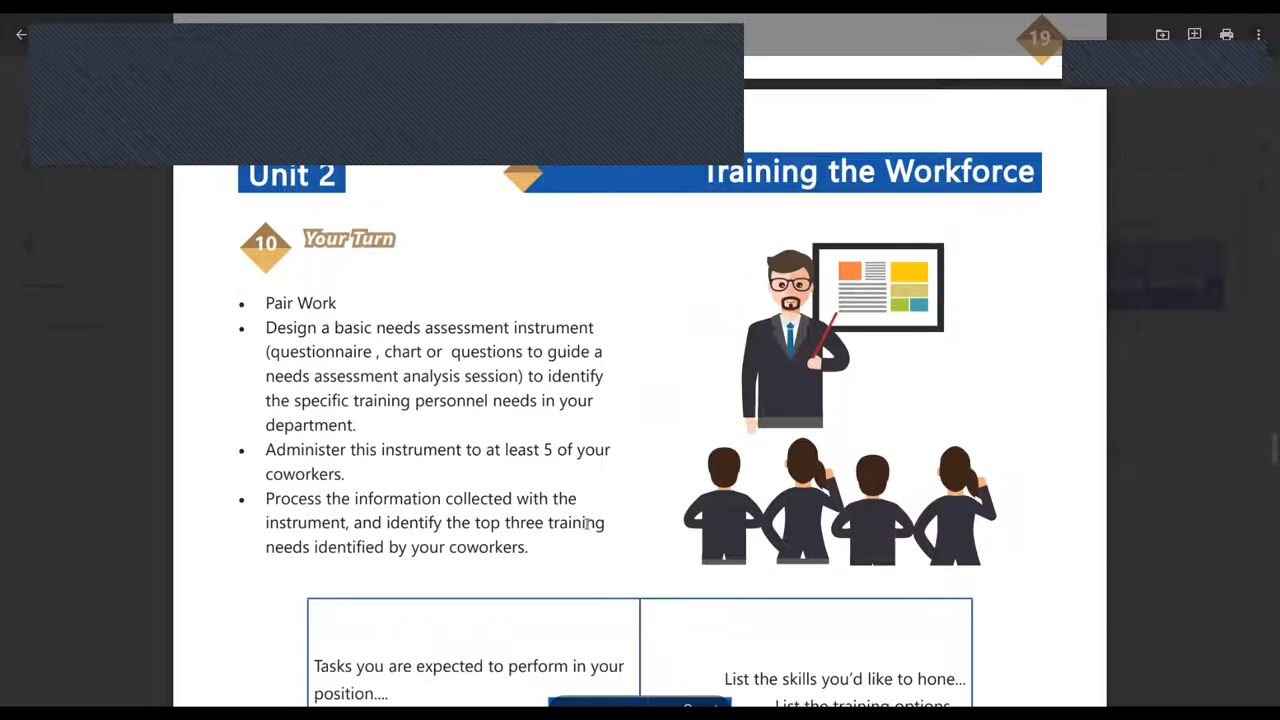 19
Unit 2
Training the Workforce
10
Your Turn
• Pair Work
• Design a basic needs assessment instrument
(questionnaire , chart or questions to guide a
needs assessment analysis session) to identify
the specific training personnel needs in your
department.
• Administer this instrument to at least 5 of your
coworkers.
• Process the information collected with the
instrument, and identify the top three training
needs identified by your coworkers.
Tasks you are expected to perform in your
position....
List the skills you'd like to hone...
List the training options